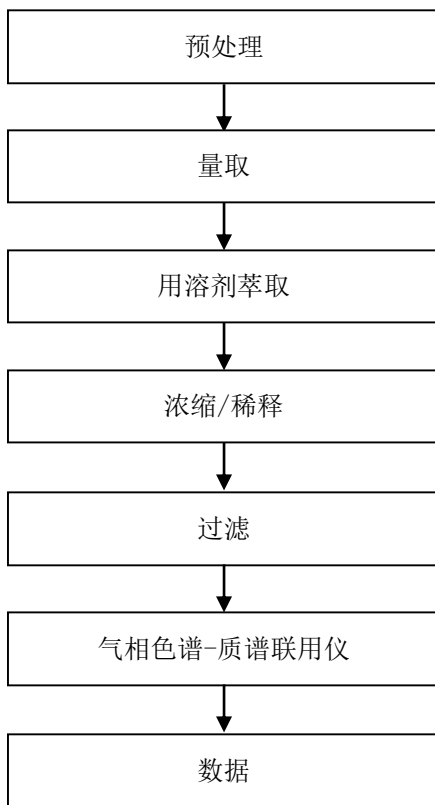 预处理
量取
用溶剂萃取
浓缩/稀释
过滤
气相色谱-质谱联用仪
数据